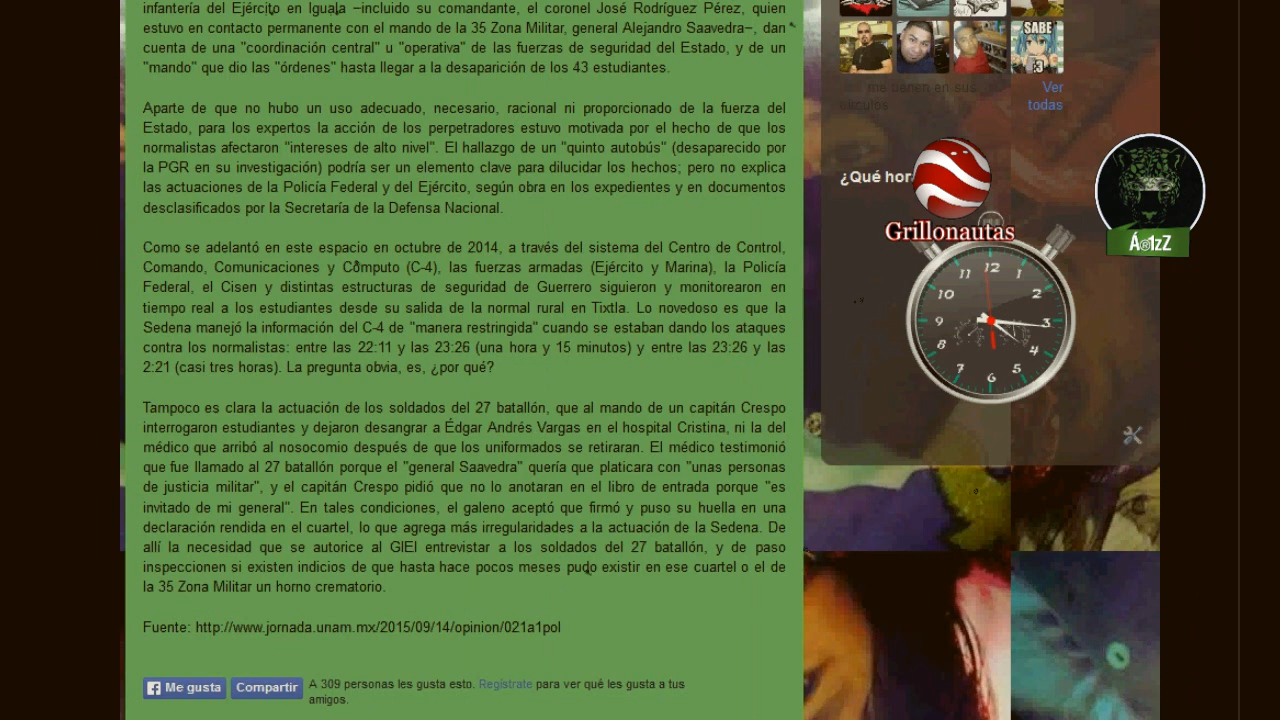 infantería del Ejército en Iguala –incluido su comandante, el coronel José Rodríguez Pérez, quien
estuvo en contacto permanente con el mando de la 35 Zona Militar, general Alejandro Saavedra–, dan
cuenta de una "coordinación central" u "operativa" de las fuerzas de seguridad del Estado, y de un
"mando" que dio las "órdenes" hasta llegar a la desaparición de los 43 estudiantes.
Aparte de que no hubo un uso adecuado, necesario, racional ni proporcionado de la fuerza del
Estado, para los expertos la acción de los perpetradores estuvo motivada por el hecho de que los
normalistas afectaron "intereses de alto nivel". El hallazgo de un "quinto autobús" (desaparecido por
la PGR en su investigación) podría ser un elemento clave para dilucidar los hechos; pero no explica
las actuaciones de la Policía Federal y del Ejército, según obra en los expedientes y en documentos
desclasificados por la Secretaría de la Defensa Nacional.
Como se adelantó en este espacio en octubre de 2014, a través del sistema del Centro de Control,
Comando, Comunicaciones y Cómputo (C-4), las fuerzas armadas (Ejército y Marina), la Policía
Federal, el Cisen y distintas estructuras de seguridad de Guerrero siguieron y monitorearon en
tiempo real a los estudiantes desde su salida de la normal rural en Tixtla. Lo novedoso es que la
Sedena manejó la información del C-4 de "manera restringida" cuando se estaban dando los ataques
contra los normalistas: entre las 22:11 y las 23:26 (una hora y 15 minutos) y entre las 23:26 y las
2:21 (casi tres horas). La pregunta obvia, es, ¿por qué?
Tampoco es clara la actuación de los soldados del 27 batallón, que al mando de un capitán Crespo
interrogaron estudiantes y dejaron desangrar a Édgar Andrés Vargas en el hospital Cristina, ni la del
médico que arribó al nosocomio después de que los uniformados se retiraran. El médico testimonió
que fue llamado al 27 batallón porque el "general Saavedra" quería que platicara con "unas personas
de justicia militar", y el capitán Crespo pidió que no lo anotaran en el libro de entrada porque "es
invitado de mi general". En tales condiciones, el galeno aceptó que firmó y puso su huella en una
declaración rendida en el cuartel, lo que agrega más irregularidades a la actuación de la Sedena. De
allí la necesidad que se autorice al GIEI entrevistar a los soldados del 27 batallón, y de paso
inspeccionen si existen indicios de que hasta hace pocos meses pudo existir en ese cuartel o el de
la 35 Zona Militar un horno crematorio.
Fuente: http://www.jornada.unam.mx/2015/09/14/opinion/021a1pol
Me gusta Compartir A 309 personas les gusta esto. Regístrate para ver qué les gusta a tus
amigos.
SABE
me tienen en sus
Ver
todas
¿Qué hor
Grillonautas
Á®1zZ
12
1
2
3
4
5
6
7
8
9
10
11